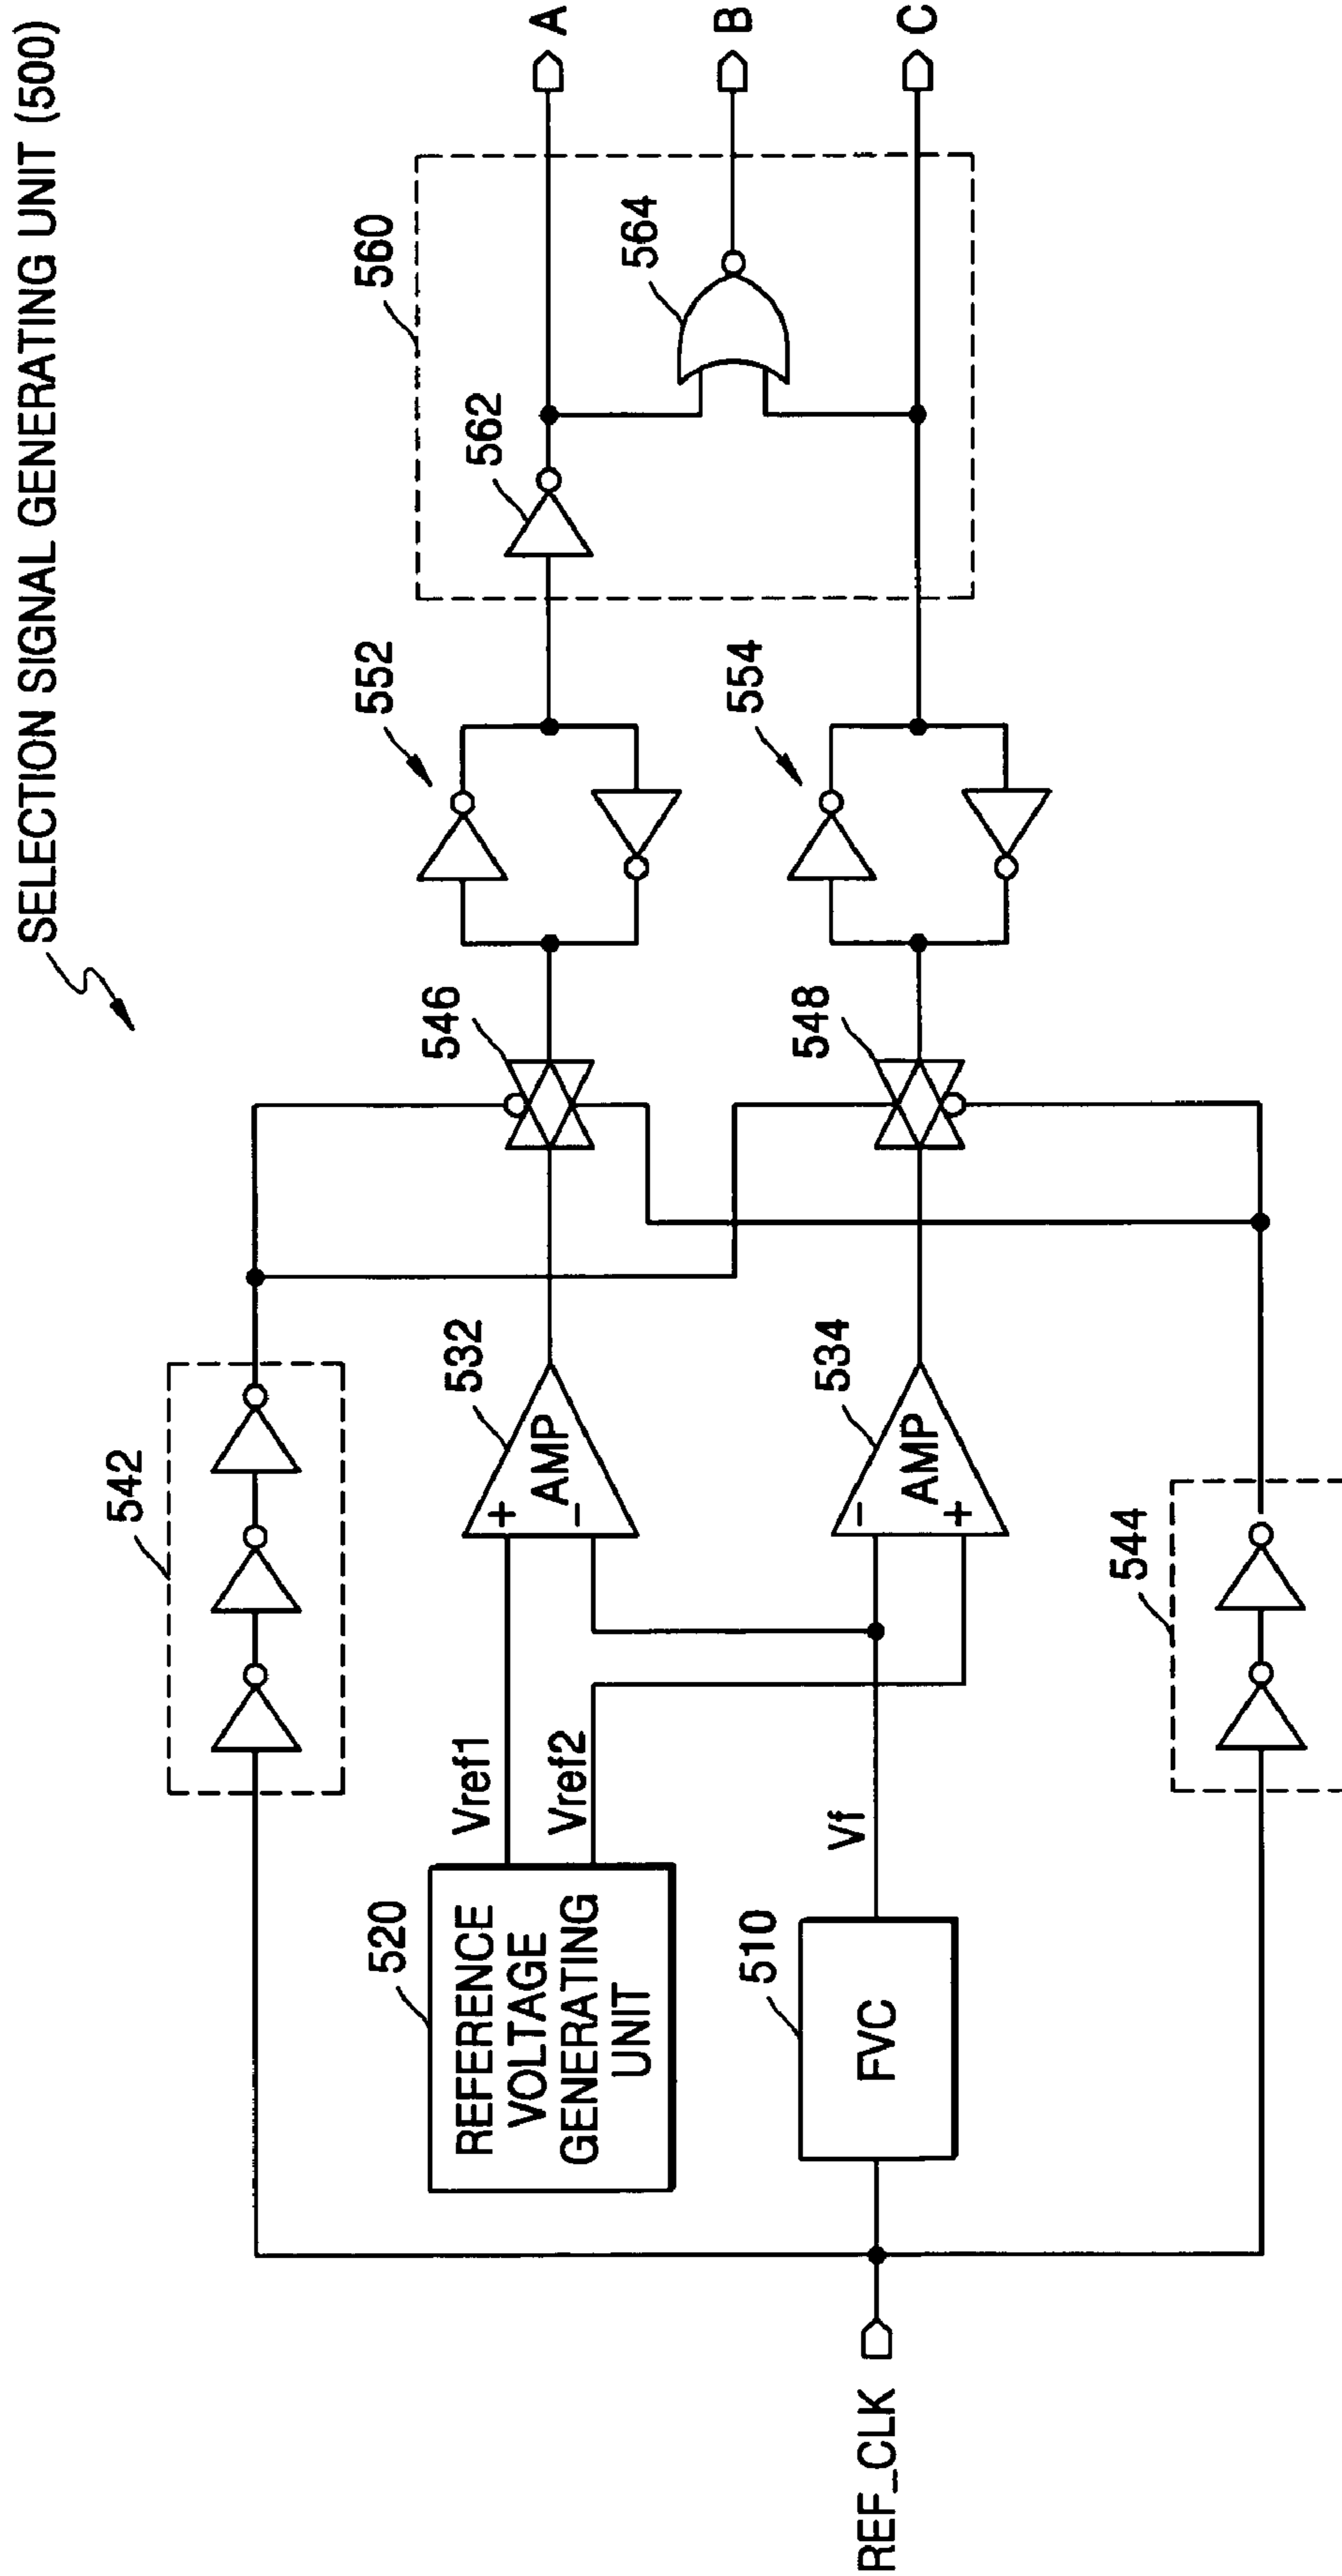 SELECTION SIGNAL GENERATING UNIT (500)
542
520
REFERENCE
VOLTAGE
GENERATING
UNIT
Vref1
Vref2
532
+
AMP
−
546
552
560
562
564
A
B
C
REF_CLK
510
FVC
Vf
534
−
AMP
+
548
554
544